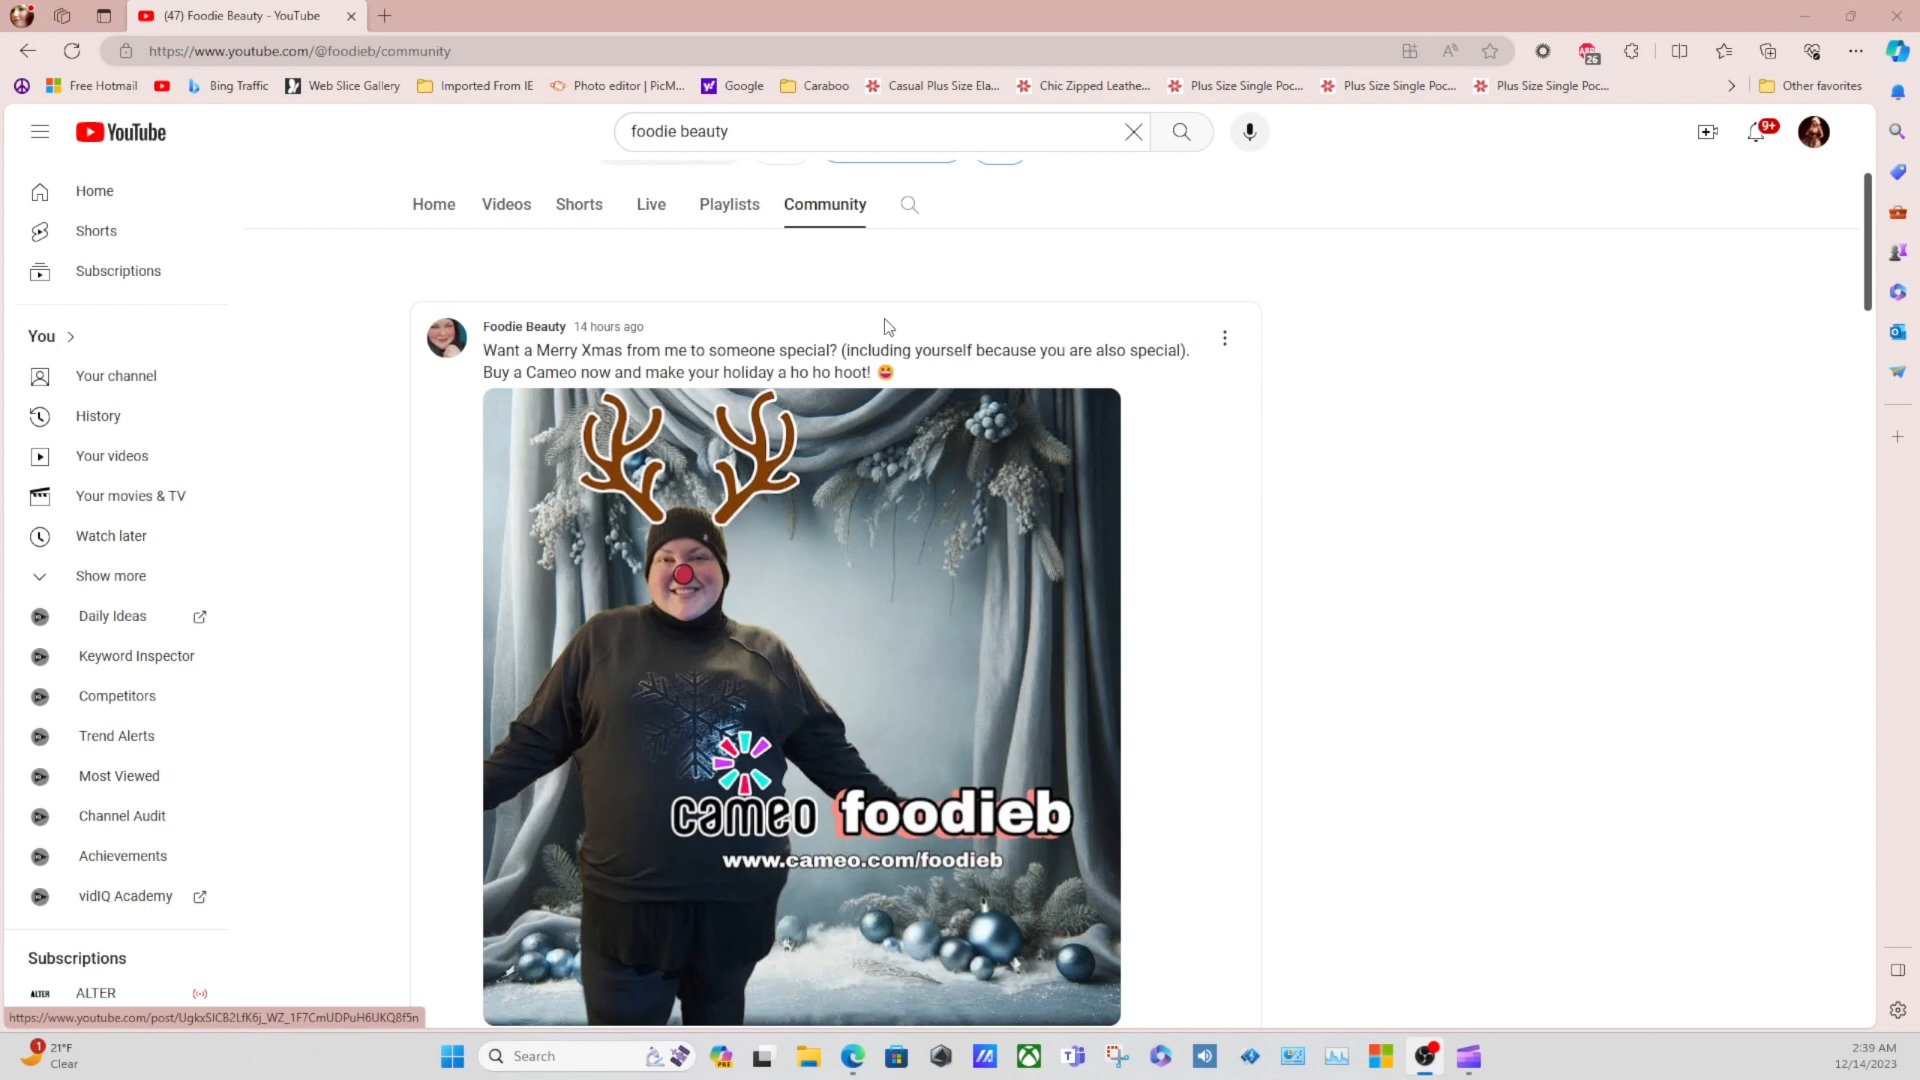 (47) Foodie Beauty - YouTube
https://www.youtube.com/@foodieb/community
26
Free Hotmail
Bing Traffic
Web Slice Gallery
Imported From IE
Photo editor | PicM...
Google
Caraboo
Casual Plus Size Ela...
Chic Zipped Leathe...
Plus Size Single Poc...
Plus Size Single Poc...
Plus Size Single Poc...
Other favorites
YouTube
foodie beauty
9+
Home
Videos
Shorts
Live
Playlists
Community
Home
Shorts
Subscriptions
You
Your channel
History
Your videos
Your movies & TV
Watch later
Show more
Daily Ideas
Keyword Inspector
Competitors
Trend Alerts
Most Viewed
Channel Audit
Achievements
vidIQ Academy
Subscriptions
ALTER
ALTER
Foodie Beauty 14 hours ago
Want a Merry Xmas from me to someone special? (including yourself because you are also special).
Buy a Cameo now and make your holiday a ho ho hoot! 😆
cameo foodieb
www.cameo.com/foodieb
1
21°F
Clear
Search
PRE
2:39 AM
12/14/2023